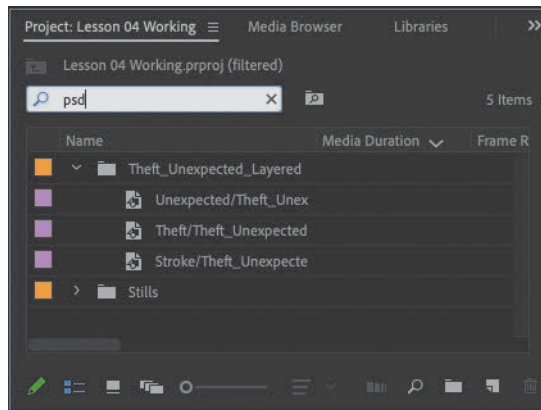 Project: Lesson 04 Working Media Browser Libraries
Lesson 04 Working.prproj (filtered)
psd 5 Items
Name Media Duration Frame R
Theft_Unexpected_Layered
Unexpected/Theft_Unex
Theft/Theft_Unexpected
Stroke/Theft_Unexpecte
Stills